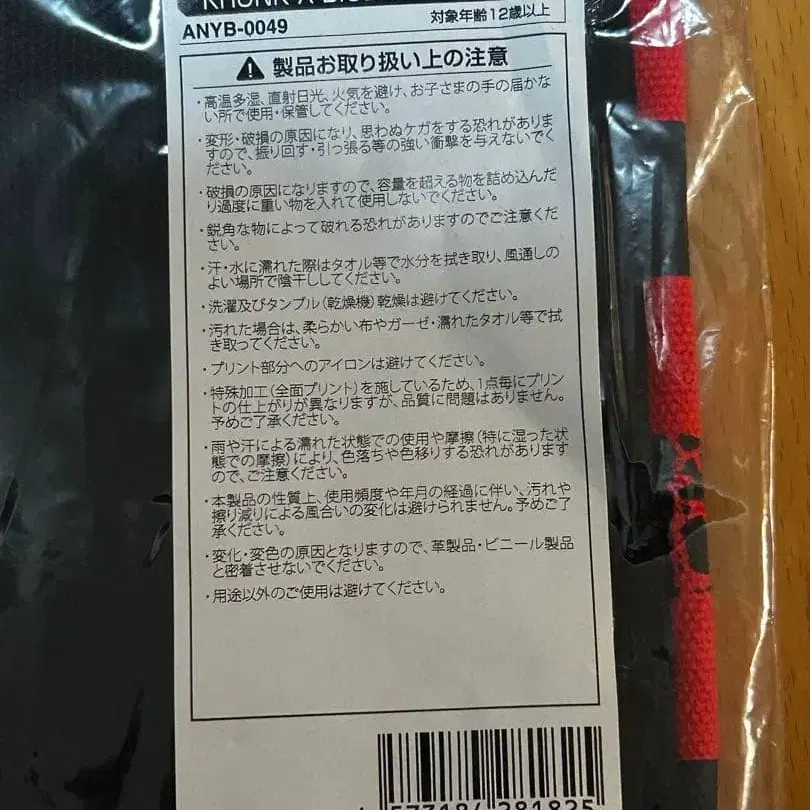 ANYB-0049
対象年齢12歳以上
製品お取り扱い上の注意
・高温多湿、直射日光、火気を避け、お子さまの手の届かな
い所で使用・保管してください。
・変形・破損の原因になり、思わぬケガをする恐れがありま
すので、振り回す・引っ張る等の強い衝撃を与えないでく
ださい。
・破損の原因になりますので、容量を超える物を詰め込んだ
り過度に重い物を入れて使用しないでください。
・鋭角な物によって破れる恐れがありますのでご注意くだ
さい。
・汗・水に濡れた際はタオル等で水分を拭き取り、風通しの
よい場所で陰干ししてください。
・洗濯及びタンブル(乾燥機)乾燥は避けてください。
・汚れた場合は、柔らかい布やガーゼ・濡れたタオル等で拭
き取ってください。
・プリント部分へのアイロンは避けてください。
・特殊加工(全面プリント)を施しているため、1点毎にプリン
トの仕上がりが異なりますが、品質に問題はありません。
予めご了承ください。
・雨や汗による濡れた状態での使用や摩擦(特に湿った状
態での摩擦)により、色落ちや色移りする恐れがあります
ので、ご注意ください。
・本製品の性質上、使用頻度や年月の経過に伴い、汚れや
擦り減りによる風合いの変化は避けられません。予めご了
承ください。
・変化・変色の原因となりますので、革製品・ビニール製品
と密着させないでください。
・用途以外のご使用は避けてください。